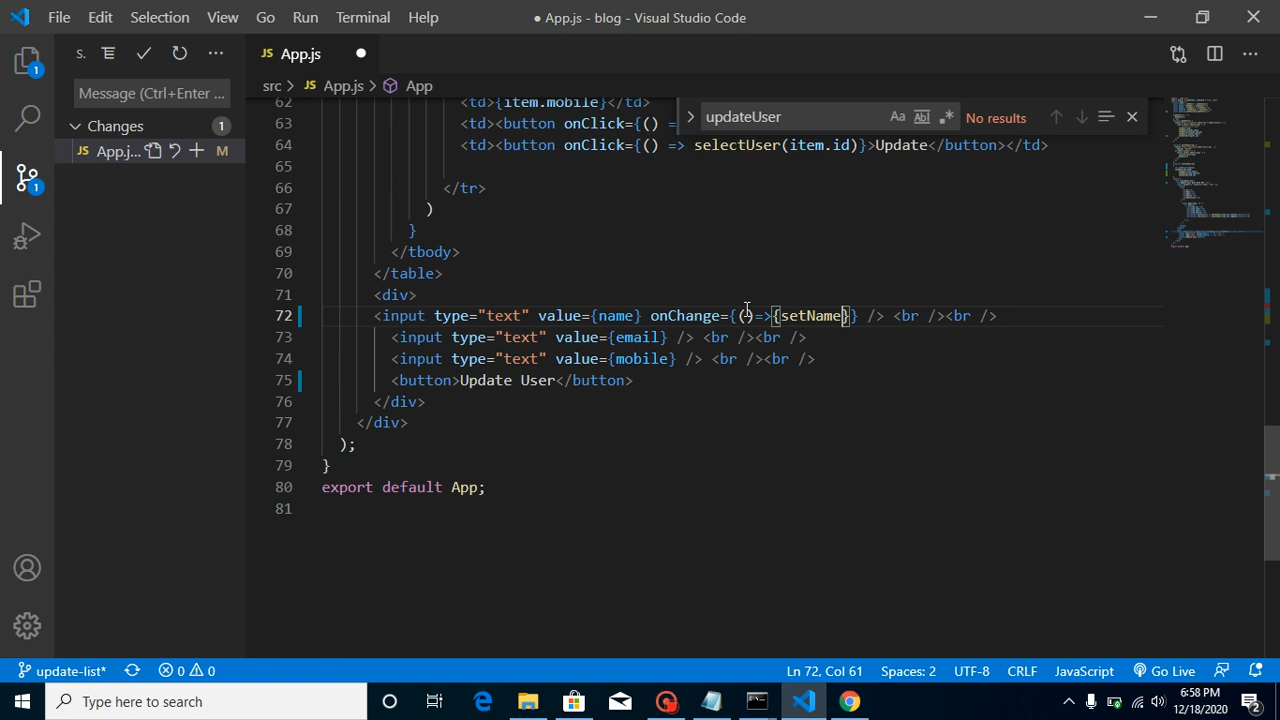 File Edit Selection View Go Run Terminal Help ● App.js - blog - Visual Studio Code
S.
JS App.js ●
src > JS App.js > App
Message (Ctrl+Enter ...
updateUser Aa Abl .* No results
Changes 1
JS App.j... M
62 <td>{item.mobile}</td>
63 <td><button onClick={() =
64 <td><button onClick={() => selectUser(item.id)}>Update</button></td>
65
66 </tr>
67 )
68 }
69 </tbody>
70 </table>
71 <div>
72 <input type="text" value={name} onChange={()=>{setName}} /> <br /><br />
73 <input type="text" value={email} /> <br /><br />
74 <input type="text" value={mobile} /> <br /><br />
75 <button>Update User</button>
76 </div>
77 </div>
78 );
79 }
80 export default App;
81
1
1
update-list* 0 0 Ln 72, Col 61 Spaces: 2 UTF-8 CRLF JavaScript Go Live
Type here to search
6:58 PM
12/18/2020
2